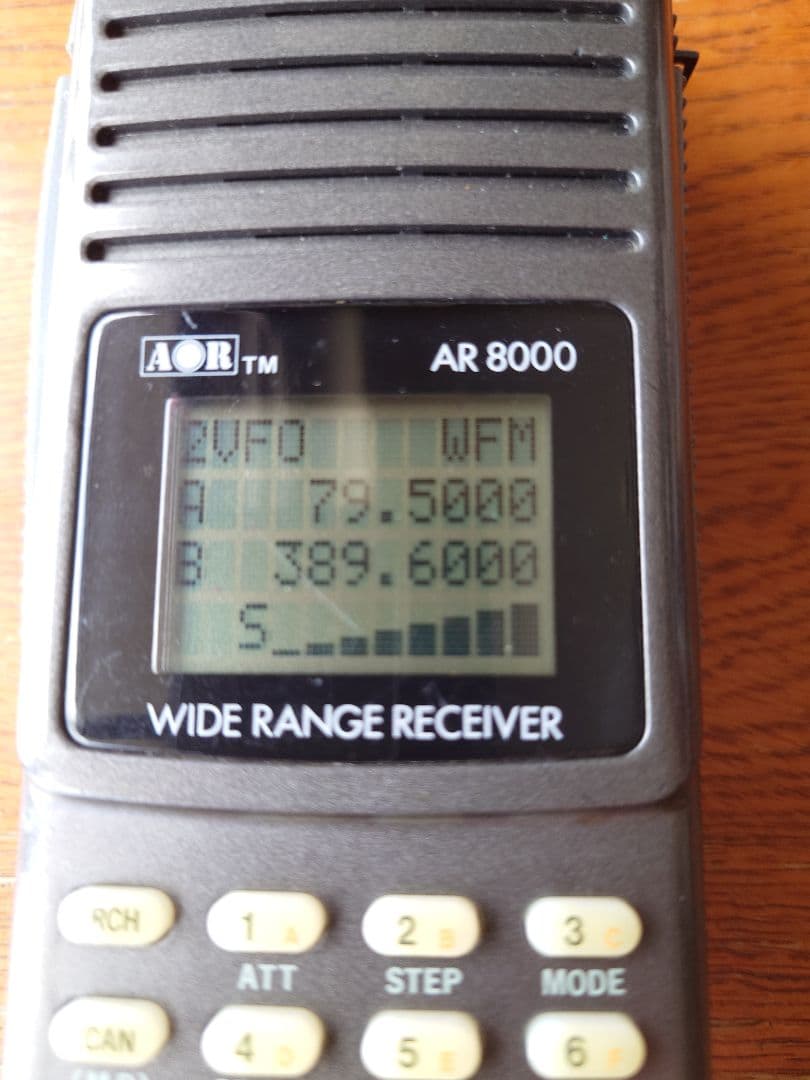 AOR TM AR 8000
2VFO WFM
A 79.5000
B 389.6000
S
WIDE RANGE RECEIVER
RCH 1 A 2 B 3 C
ATT STEP MODE
CAN 4 D 5 E 6 F